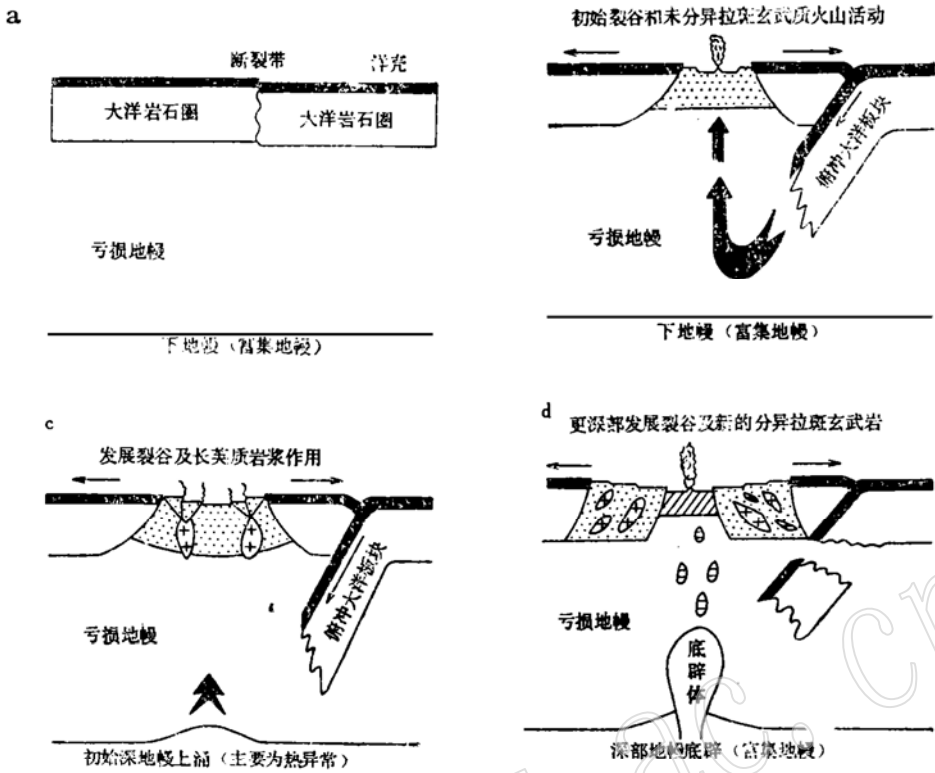 a
断裂带 洋壳
大洋岩石圈 大洋岩石圈
亏损地幔
下地幔（富集地幔）
初始裂谷和未分异拉斑玄武质火山活动
俯冲大洋板块
亏损地幔
下地幔（富集地幔）
c
发展裂谷及长英质岩浆作用
俯冲大洋板块
亏损地幔
初始深地幔上涌（主要为热异常）
d
更深部发展裂谷及新的分异拉斑玄武岩
亏损地幔
底辟体
深部地幔底辟（富集地幔）